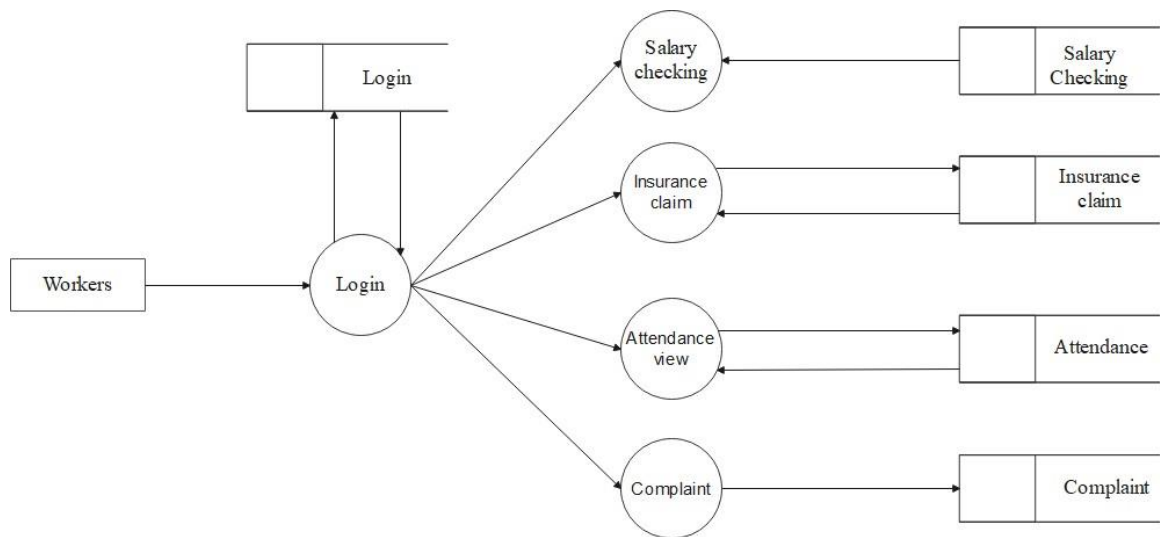 Login
Salary
checking
Salary
Checking
Insurance
claim
Insurance
claim
Workers
Login
Attendance
view
Attendance
Complaint
Complaint